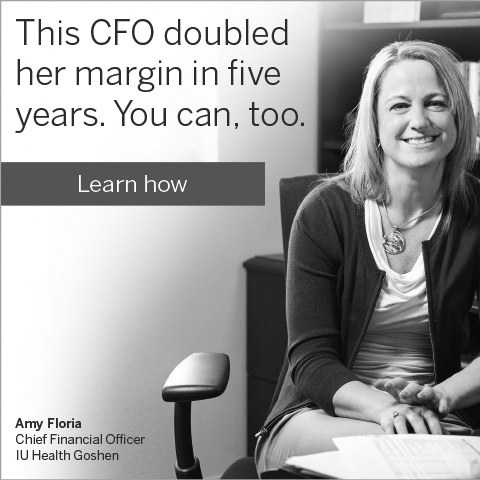 This CFO doubled
her margin in five
years. You can, too.
Learn how
Amy Floria
Chief Financial Officer
IU Health Goshen